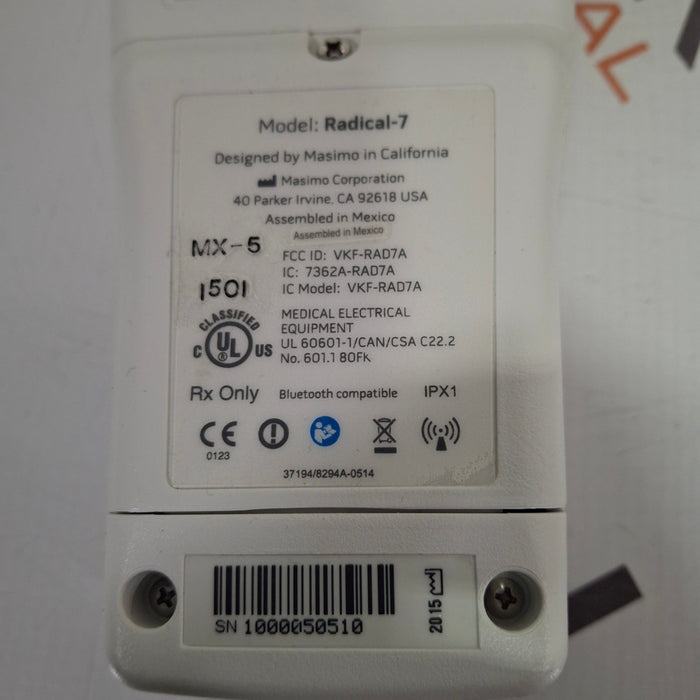 AL
Model: Radical-7
Designed by Masimo in California
Masimo Corporation
40 Parker Irvine, CA 92618 USA
Assembled in Mexico
Assembled in Mexico
MX-5
1501
FCC ID: VKF-RAD7A
IC: 7362A-RAD7A
IC Model: VKF-RAD7A
CLASSIFIED
C UL US
®
MEDICAL ELECTRICAL
EQUIPMENT
UL 60601-1/CAN/CSA C22.2
No. 601.1 80FK
Rx Only
Bluetooth compatible
IPX1
CE
0123
37194/8294A-0514
SN 1000050510
2015